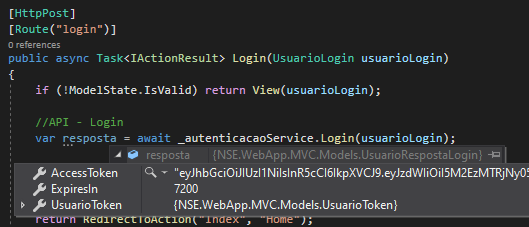 [HttpPost]
[Route("login")]
0 references
public async Task<IActionResult> Login(UsuarioLogin usuarioLogin)
{
if (!ModelState.IsValid) return View(usuarioLogin);
//API - Login
var resposta = await _autenticacaoService.Login(usuarioLogin);
resposta {NSE.WebApp.MVC.Models.UsuarioRespostaLogin}
AccessToken
ExpiresIn 7200
UsuarioToken {NSE.WebApp.MVC.Models.UsuarioToken}
return RedirectToAction("Index", "Home");